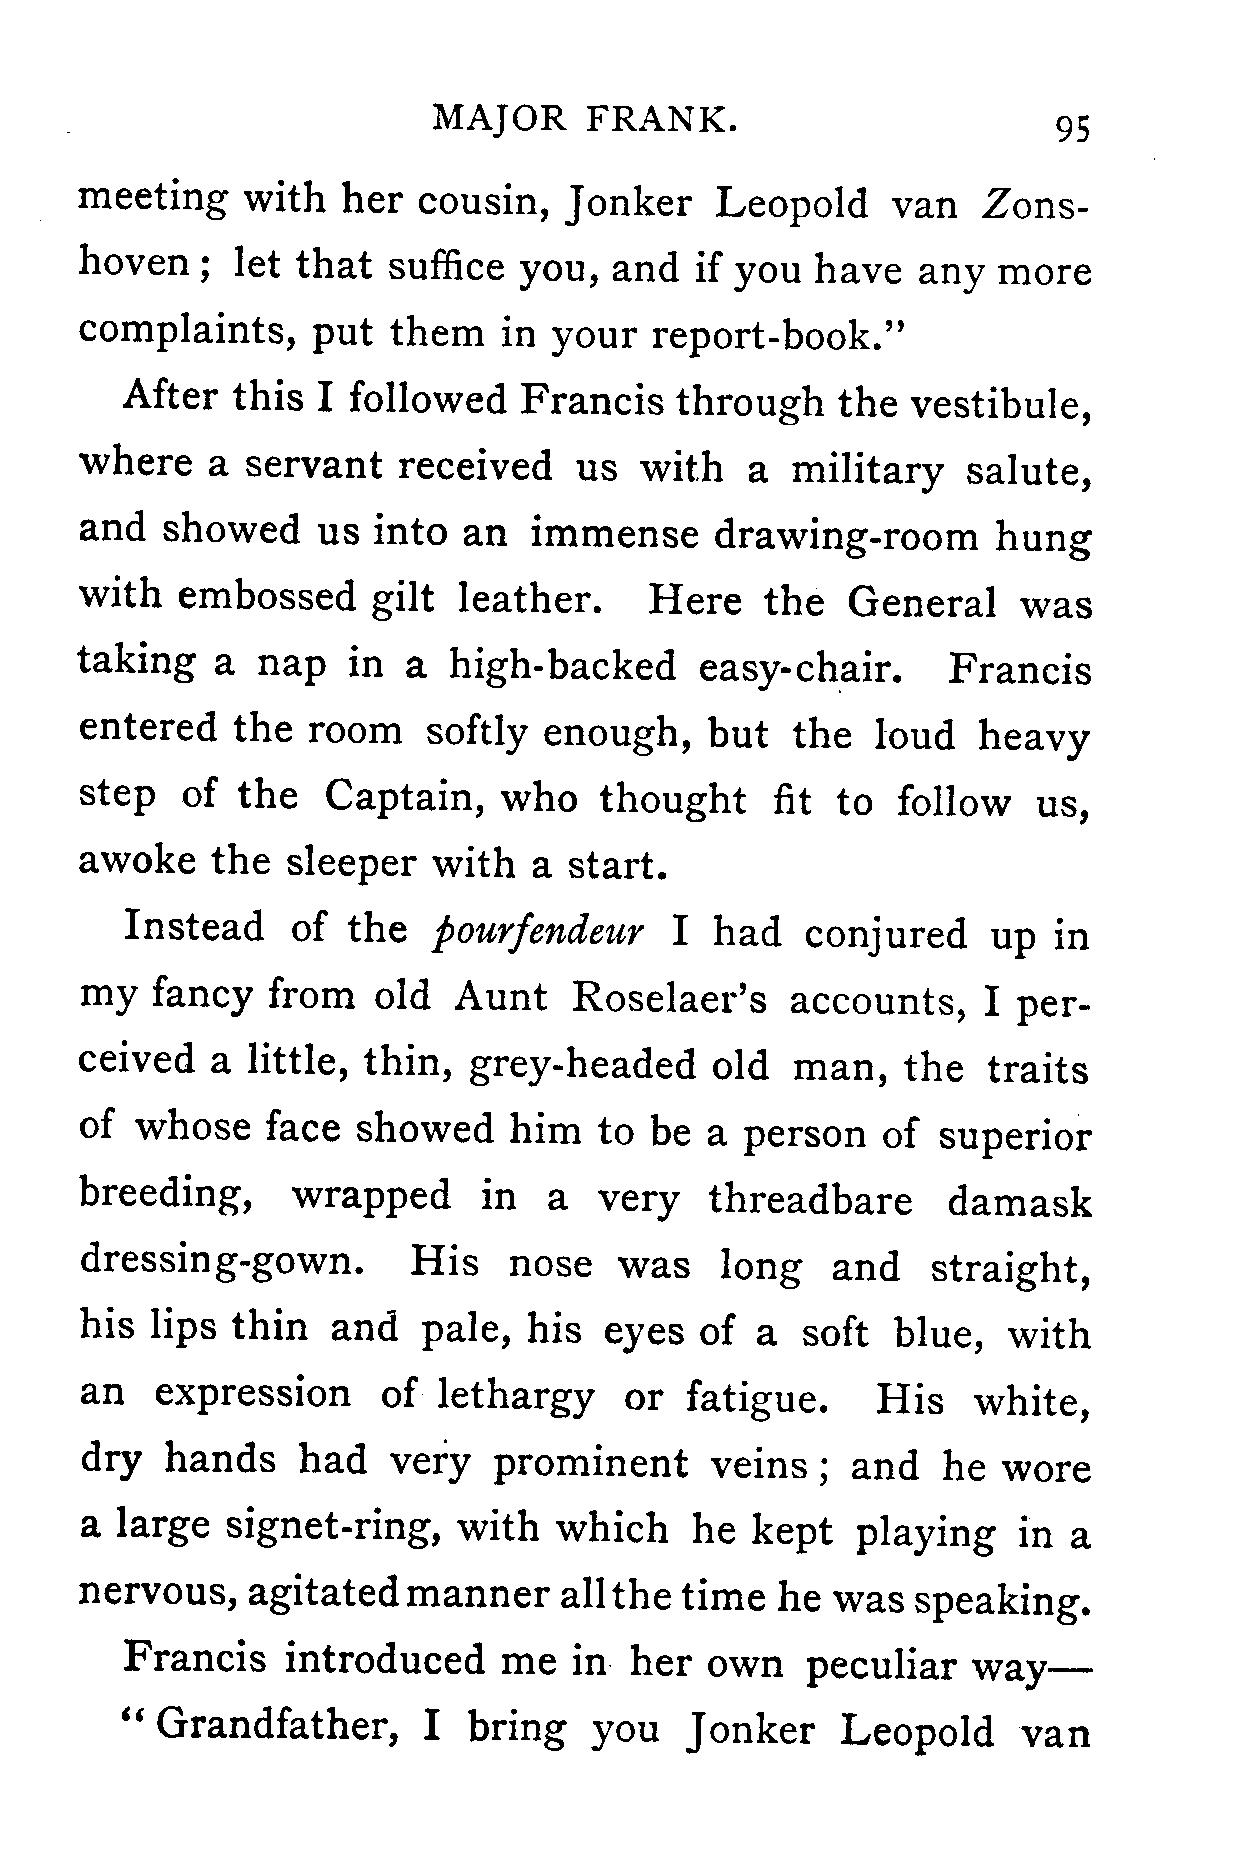 MAJOR FRANK. 95
meeting with her cousin, Jonker Leopold van Zons-
hoven ; let that suffice you, and if you have any more
complaints, put them in your report-book.”
After this I followed Francis through the vestibule,
where a servant received us with a military salute,
and showed us into an immense drawing-room hung
with embossed gilt leather. Here the General was
taking a nap in a high-backed easy-chair. Francis
entered the room softly enough, but the loud heavy
step of the Captain, who thought fit to follow us,
awoke the sleeper with a start.
Instead of the pourfendeur I had conjured up in
my fancy from old Aunt Roselaer’s accounts, I per-
ceived a little, thin, grey-headed old man, the traits
of whose face showed him to be a person of superior
breeding, wrapped in a very threadbare damask
dressing-gown. His nose was long and straight,
his lips thin and pale, his eyes of a soft blue, with
an expression of lethargy or fatigue. His white,
dry hands had very prominent veins ; and he wore
a large signet-ring, with which he kept playing in a
nervous, agitated manner all the time he was speaking.
Francis introduced me in her own peculiar way—
“ Grandfather, I bring you Jonker Leopold van